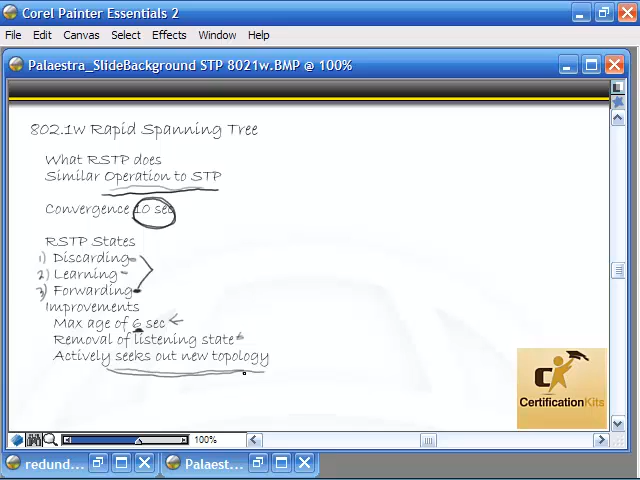 Corel Painter Essentials 2
File Edit Canvas Select Effects Window Help
Palaestra_SlideBackground STP 8021w.BMP @ 100%
802.1w Rapid Spanning Tree
What RSTP does
Similar Operation to STP
Convergence 10 sec
RSTP States
1) Discarding
2) Learning
3) Forwarding
Improvements
Max age of 6 sec
Removal of listening state
Actively seeks out new topology
CertificationKits
100%
redund...
Palaest...